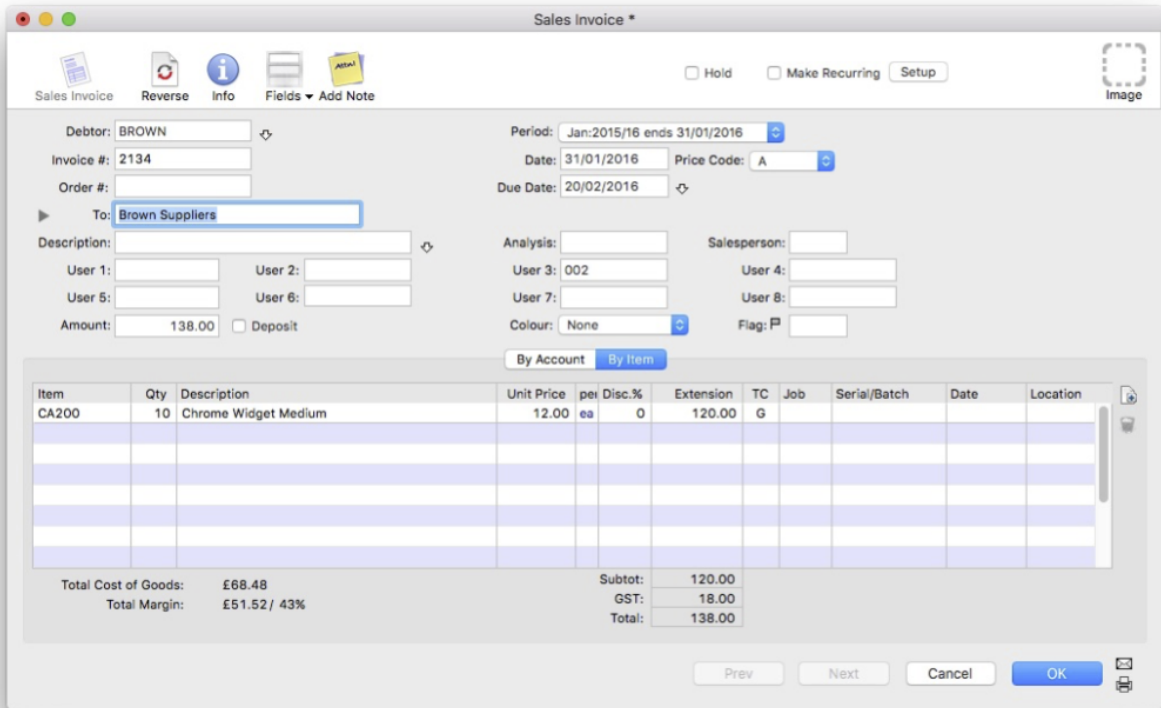 Sales Invoice *
Sales Invoice Reverse Info Fields Add Note
Attn!
Hold Make Recurring Setup
Image
Debtor: BROWN Period: Jan:2015/16 ends 31/01/2016
Invoice #: 2134 Date: 31/01/2016 Price Code: A
Order #: Due Date: 20/02/2016
To: Brown Suppliers
Description: Analysis: Salesperson:
User 1: User 2: User 3: 002 User 4:
User 5: User 6: User 7: User 8:
Amount: 138.00 Deposit Colour: None Flag:
By Account By Item
Item Qty Description Unit Price per Disc.% Extension TC Job Serial/Batch Date Location
CA200 10 Chrome Widget Medium 12.00 ea 0 120.00 G
Total Cost of Goods: £68.48 Subtot: 120.00
Total Margin: £51.52/ 43% GST: 18.00
Total: 138.00
Prev Next Cancel OK